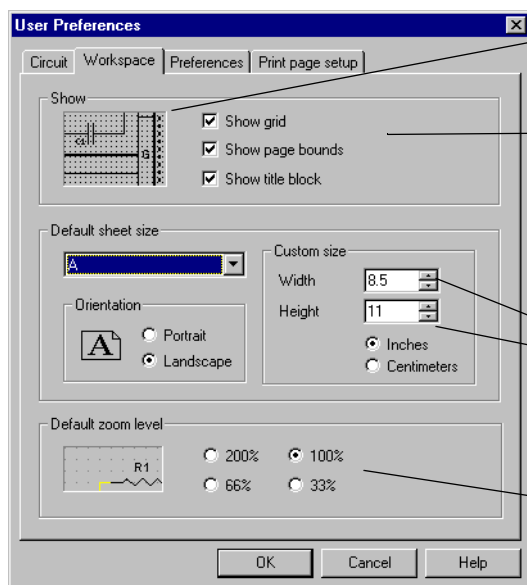 User Preferences
Circuit Workspace Preferences Print page setup
Show
Show grid
Show page bounds
Show title block
G
Default sheet size
A
Orientation
A
Portrait
Landscape
Custom size
Width 8.5
Height 11
Inches
Centimeters
Default zoom level
R1
200% 100%
66% 33%
OK Cancel Help